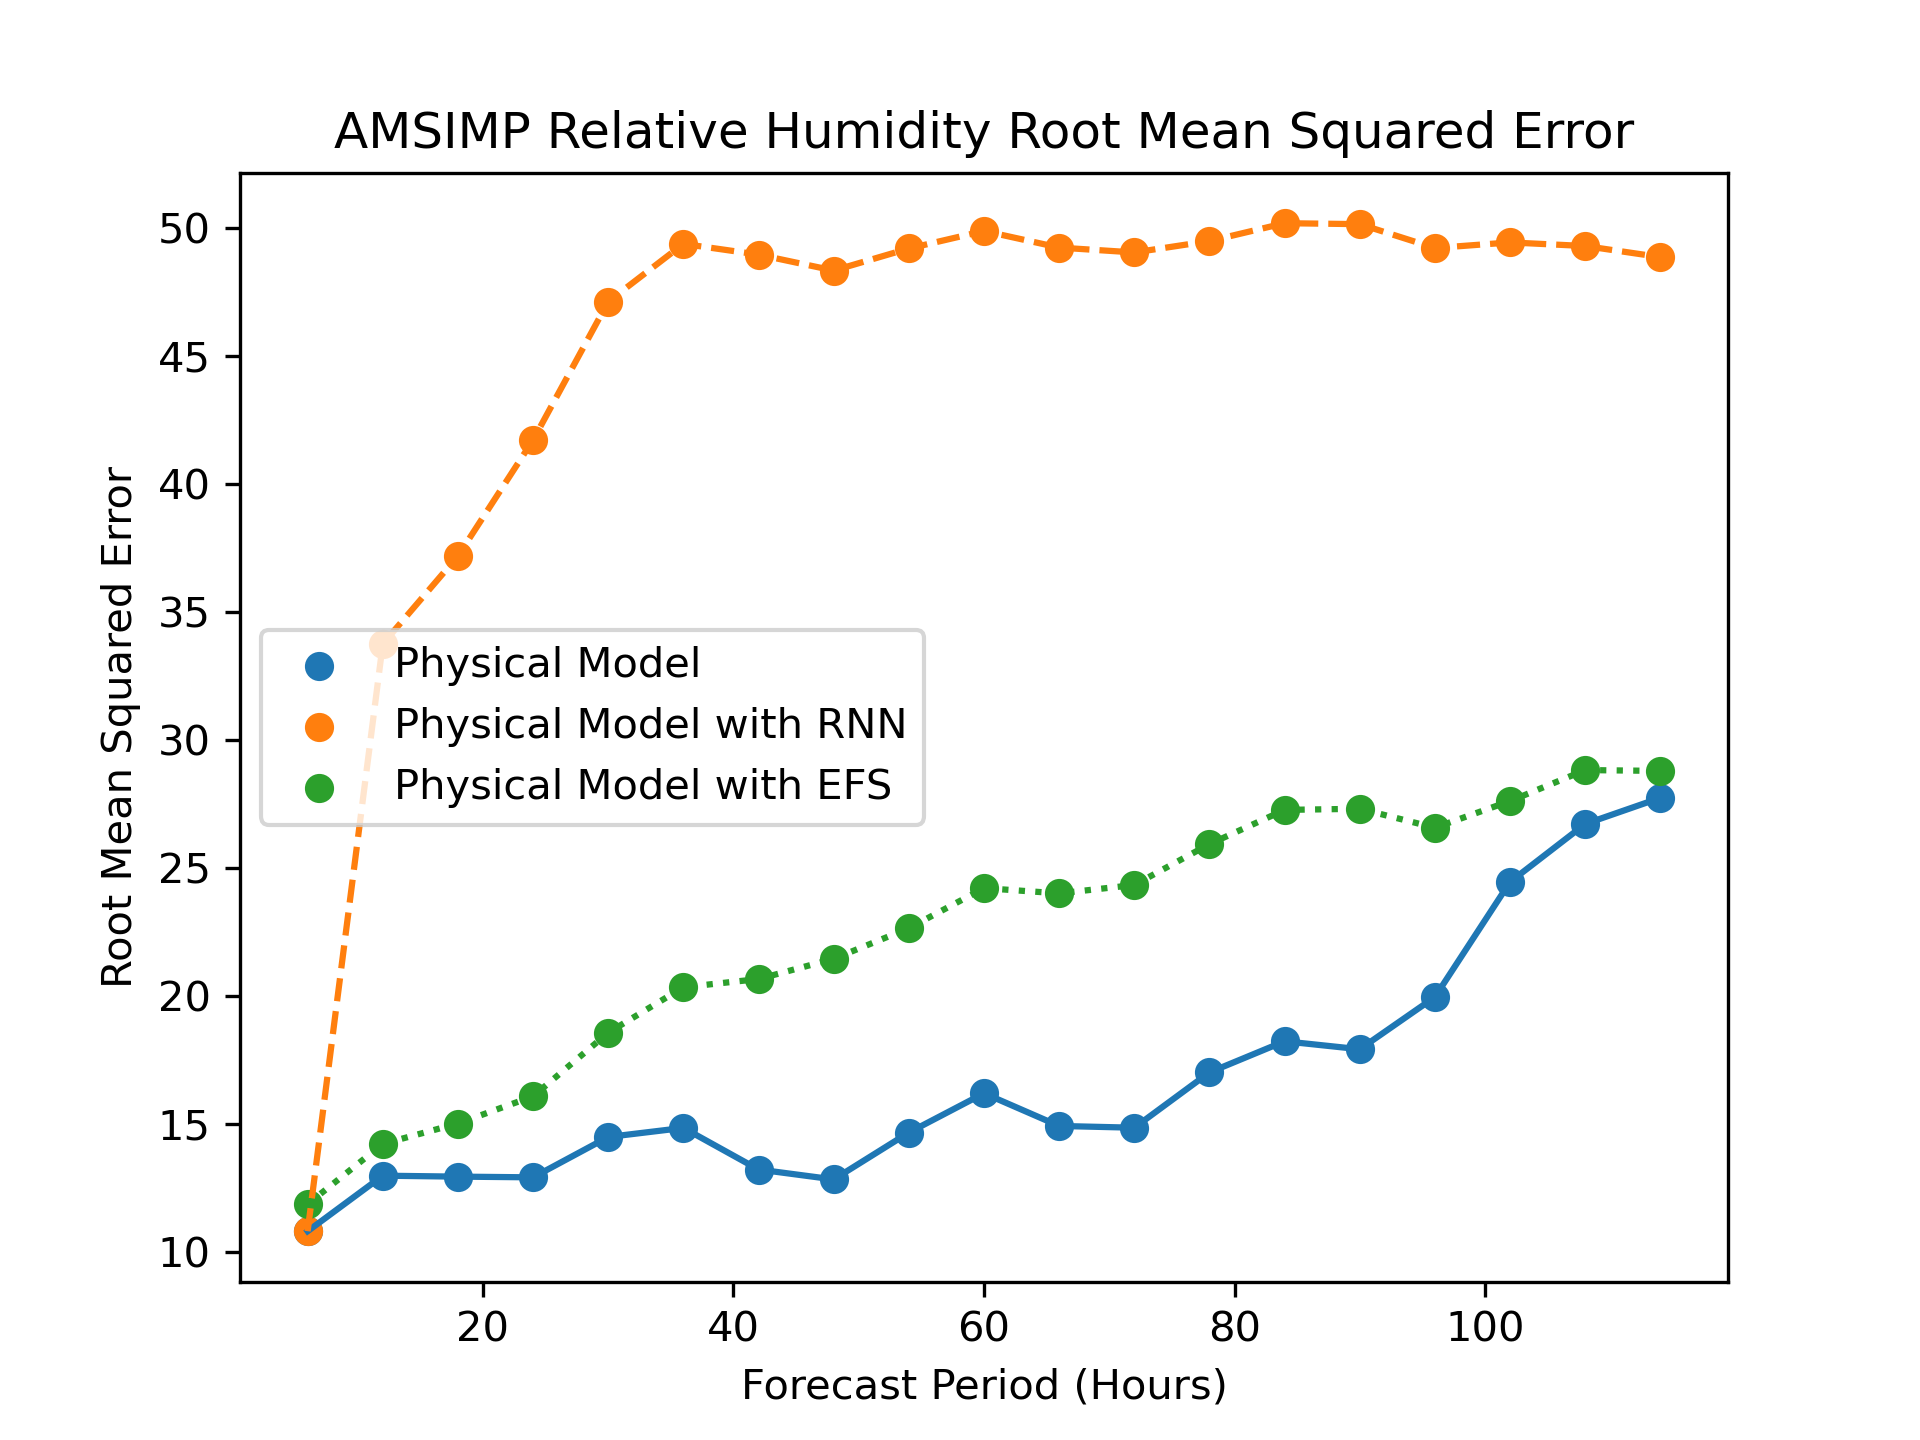 AMSIMP Relative Humidity Root Mean Squared Error
Root Mean Squared Error
50
45
40
35
30
25
20
15
10
Physical Model
Physical Model with RNN
Physical Model with EFS
20
40
60
80
100
Forecast Period (Hours)